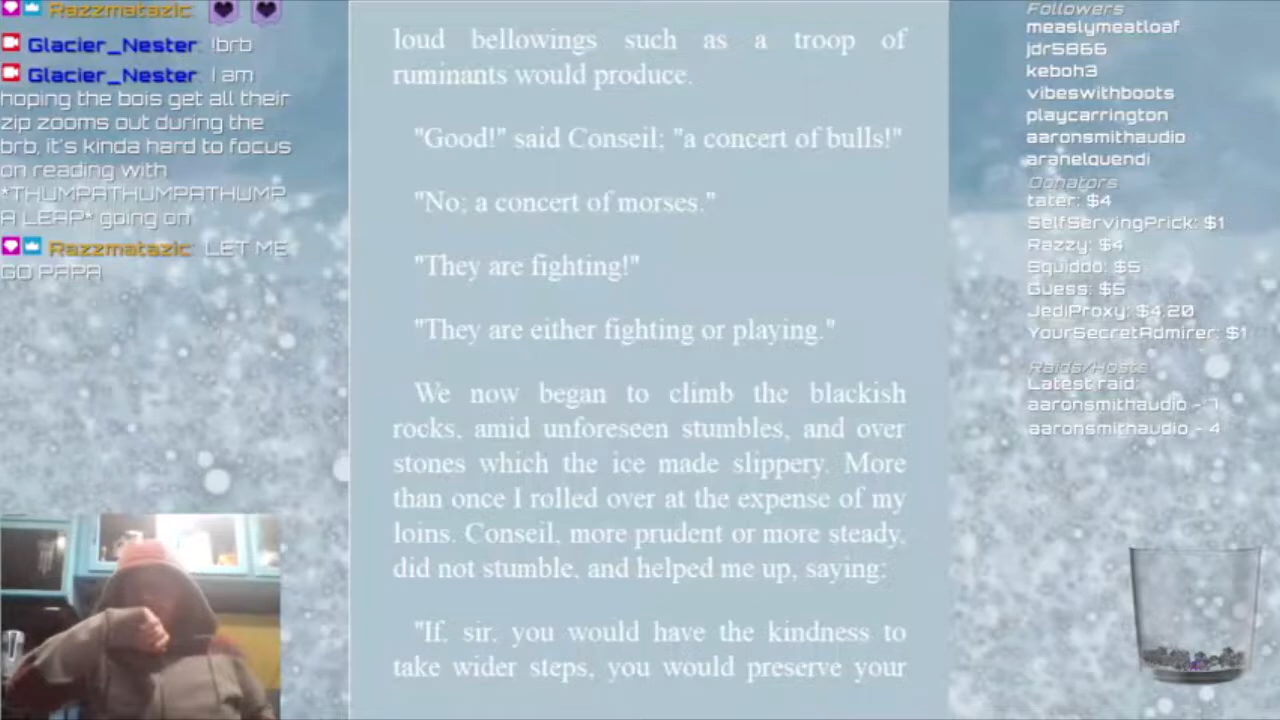 Razzmatazic:
Glacier_Nester: !brb
Glacier_Nester: I am
hoping the bois get all their
zip zooms out during the
brb, it's kinda hard to focus
on reading with
*THUMPATHUMPATHUMP
A LEAP* going on
Razzmatazic: LET ME
GO PAPA
loud bellowings such as a troop of
ruminants would produce.
"Good!" said Conseil; "a concert of bulls!"
"No; a concert of morses."
"They are fighting!"
"They are either fighting or playing."
We now began to climb the blackish
rocks, amid unforeseen stumbles, and over
stones which the ice made slippery. More
than once I rolled over at the expense of my
loins. Conseil, more prudent or more steady,
did not stumble, and helped me up, saying:
"If, sir, you would have the kindness to
take wider steps, you would preserve your
Followers
measlymeatloaf
jdr5866
keboh3
vibeswithboots
playcarrington
aaronsmithaudio
aranelquendi
Donators
tater: $4
SelfServingPrick: $1
Razzy: $4
Squidoo: $5
Guess: $5
JediProxy: $4.20
YourSecretAdmirer: $1
Raids/Hosts
Latest raid:
aaronsmithaudio - 7
aaronsmithaudio - 4